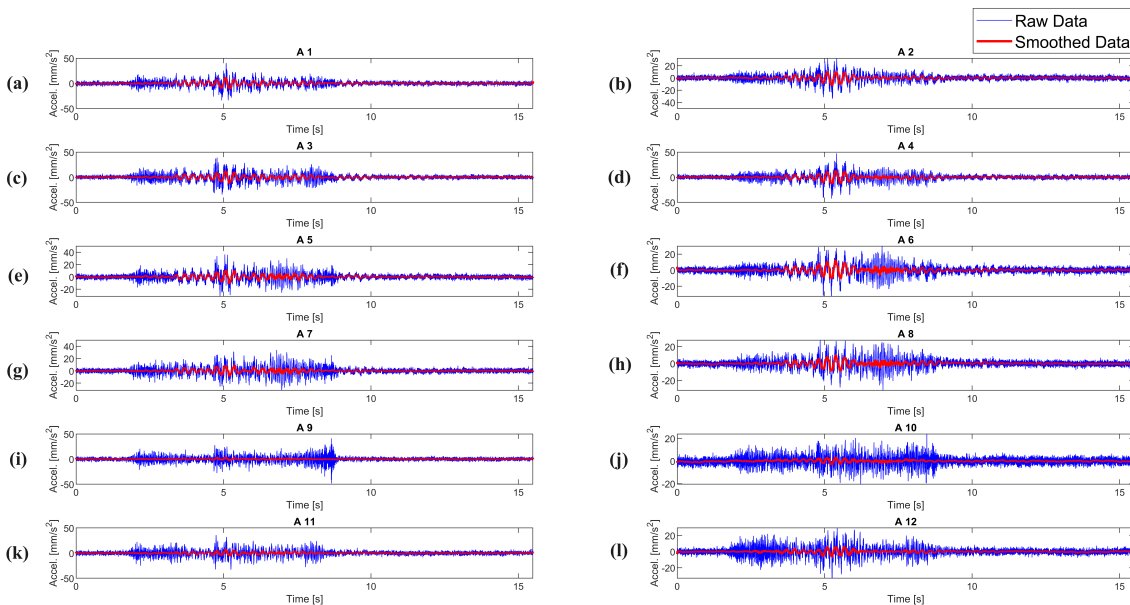 Raw Data
Smoothed Data
(a)
A 1
Accel. [mm/s²]
50
0
-50
0
5
10
15
Time [s]
(b)
A 2
Accel. [mm/s²]
20
0
-20
-40
0
5
10
15
Time [s]
(c)
A 3
Accel. [mm/s²]
50
0
-50
0
5
10
15
Time [s]
(d)
A 4
Accel. [mm/s²]
50
0
-50
0
5
10
15
Time [s]
(e)
A 5
Accel. [mm/s²]
40
20
0
-20
0
5
10
15
Time [s]
(f)
A 6
Accel. [mm/s²]
20
0
-20
0
5
10
15
Time [s]
(g)
A 7
Accel. [mm/s²]
40
20
0
-20
0
5
10
15
Time [s]
(h)
A 8
Accel. [mm/s²]
20
0
-20
0
5
10
15
Time [s]
(i)
A 9
Accel. [mm/s²]
50
0
-50
0
5
10
15
Time [s]
(j)
A 10
Accel. [mm/s²]
20
0
-20
0
5
10
15
Time [s]
(k)
A 11
Accel. [mm/s²]
50
0
-50
0
5
10
15
Time [s]
(l)
A 12
Accel. [mm/s²]
20
0
-20
0
5
10
15
Time [s]